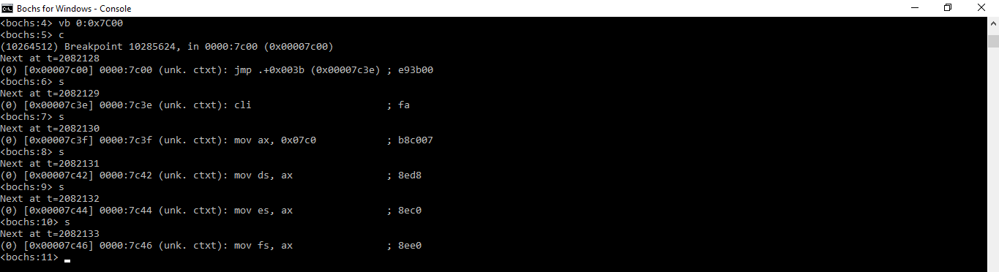 Bochs for Windows - Console
<bochs:4> vb 0:0x7C00
<bochs:5> c
(10264512) Breakpoint 10285624, in 0000:7c00 (0x00007c00)
Next at t=2082128
(0) [0x00007c00] 0000:7c00 (unk. ctxt): jmp .+0x003b (0x00007c3e) ; e93b00
<bochs:6> s
Next at t=2082129
(0) [0x00007c3e] 0000:7c3e (unk. ctxt): cli                       ; fa
<bochs:7> s
Next at t=2082130
(0) [0x00007c3f] 0000:7c3f (unk. ctxt): mov ax, 0x07c0            ; b8c007
<bochs:8> s
Next at t=2082131
(0) [0x00007c42] 0000:7c42 (unk. ctxt): mov ds, ax                ; 8ed8
<bochs:9> s
Next at t=2082132
(0) [0x00007c44] 0000:7c44 (unk. ctxt): mov es, ax                ; 8ec0
<bochs:10> s
Next at t=2082133
(0) [0x00007c46] 0000:7c46 (unk. ctxt): mov fs, ax                ; 8ee0
<bochs:11>